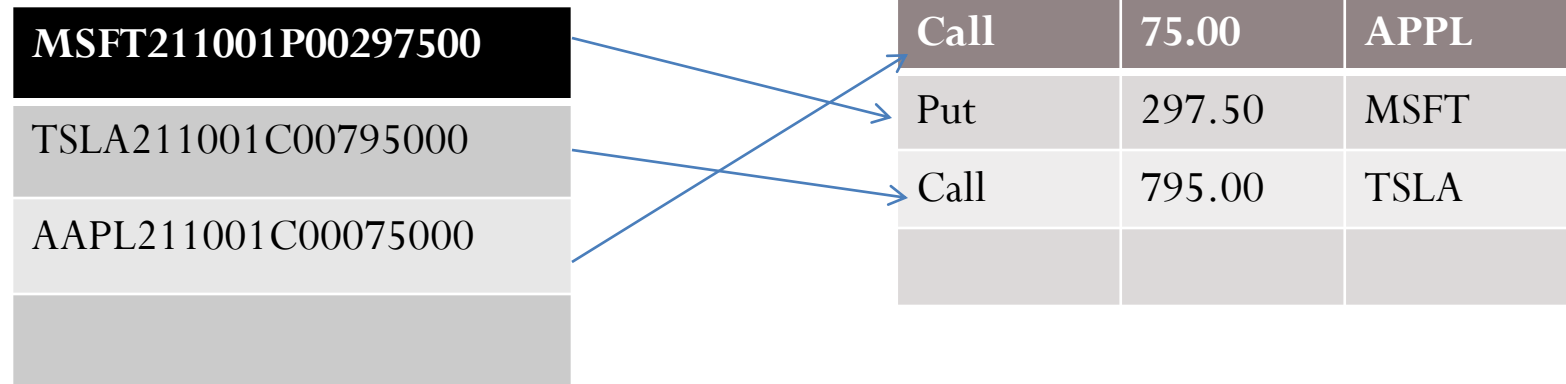 MSFT211001P00297500
TSLA211001C00795000
AAPL211001C00075000
Call 75.00 APPL
Put 297.50 MSFT
Call 795.00 TSLA